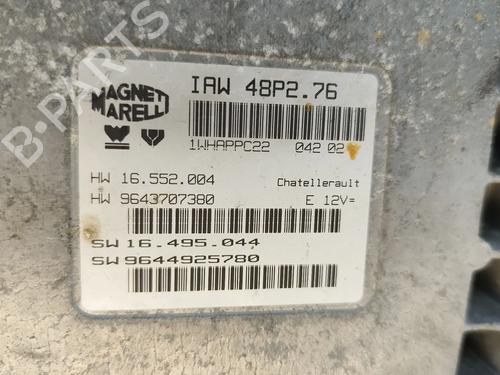 B-PARTS
MAGNETI
MARELLI
IAW 48P2.76
1WHAPPC22 042 02
HW 16.552.004 Chatellerault
HW 9643707380 E 12V=
SW 16.495.044
SW 9644925780